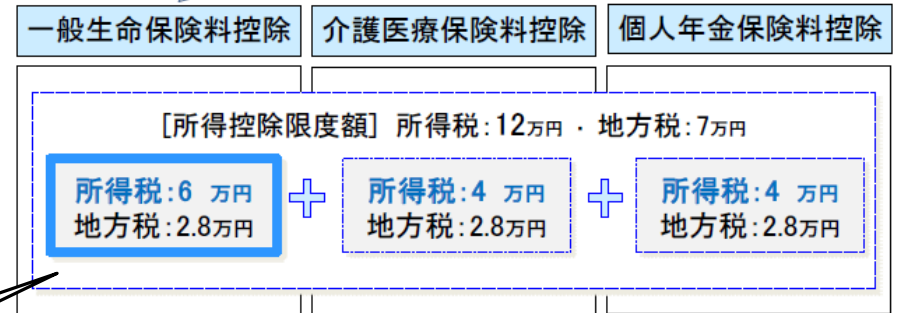 一般生命保険料控除
介護医療保険料控除
個人年金保険料控除
[所得控除限度額] 所得税:12万円 ・ 地方税:7万円
所得税:6 万円
地方税:2.8万円
所得税:4 万円
地方税:2.8万円
所得税:4 万円
地方税:2.8万円